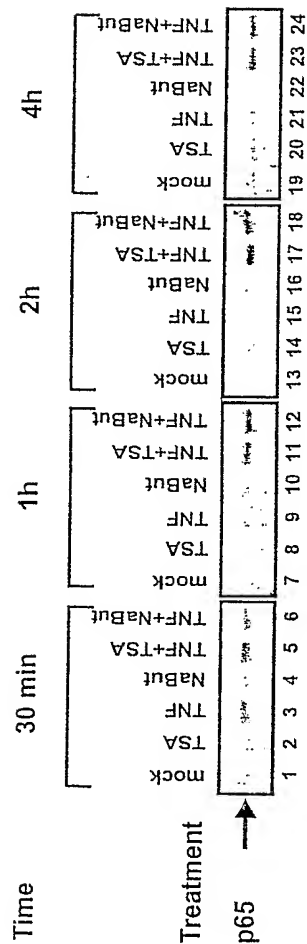 Time 30 min 1h 2h 4h
Treatment mock TSA TNF NaBut TNF+TSA TNF+NaBut mock TSA TNF NaBut TNF+TSA TNF+NaBut mock TSA TNF NaBut TNF+TSA TNF+NaBut mock TSA TNF NaBut TNF+TSA TNF+NaBut
p65
1 2 3 4 5 6 7 8 9 10 11 12 13 14 15 16 17 18 19 20 21 22 23 24